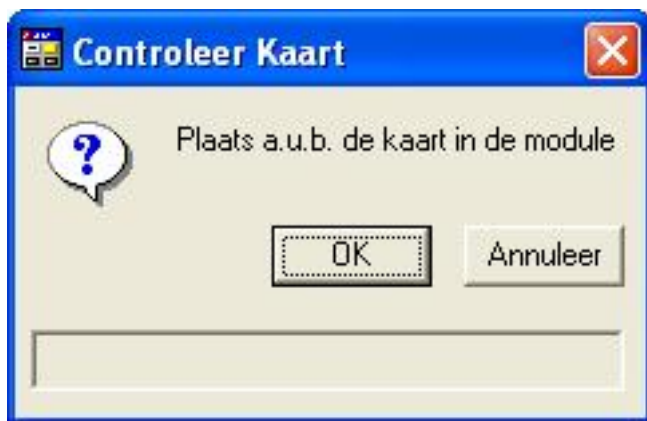 Controleer Kaart
Plaats a.u.b. de kaart in de module
OK
Annuleer